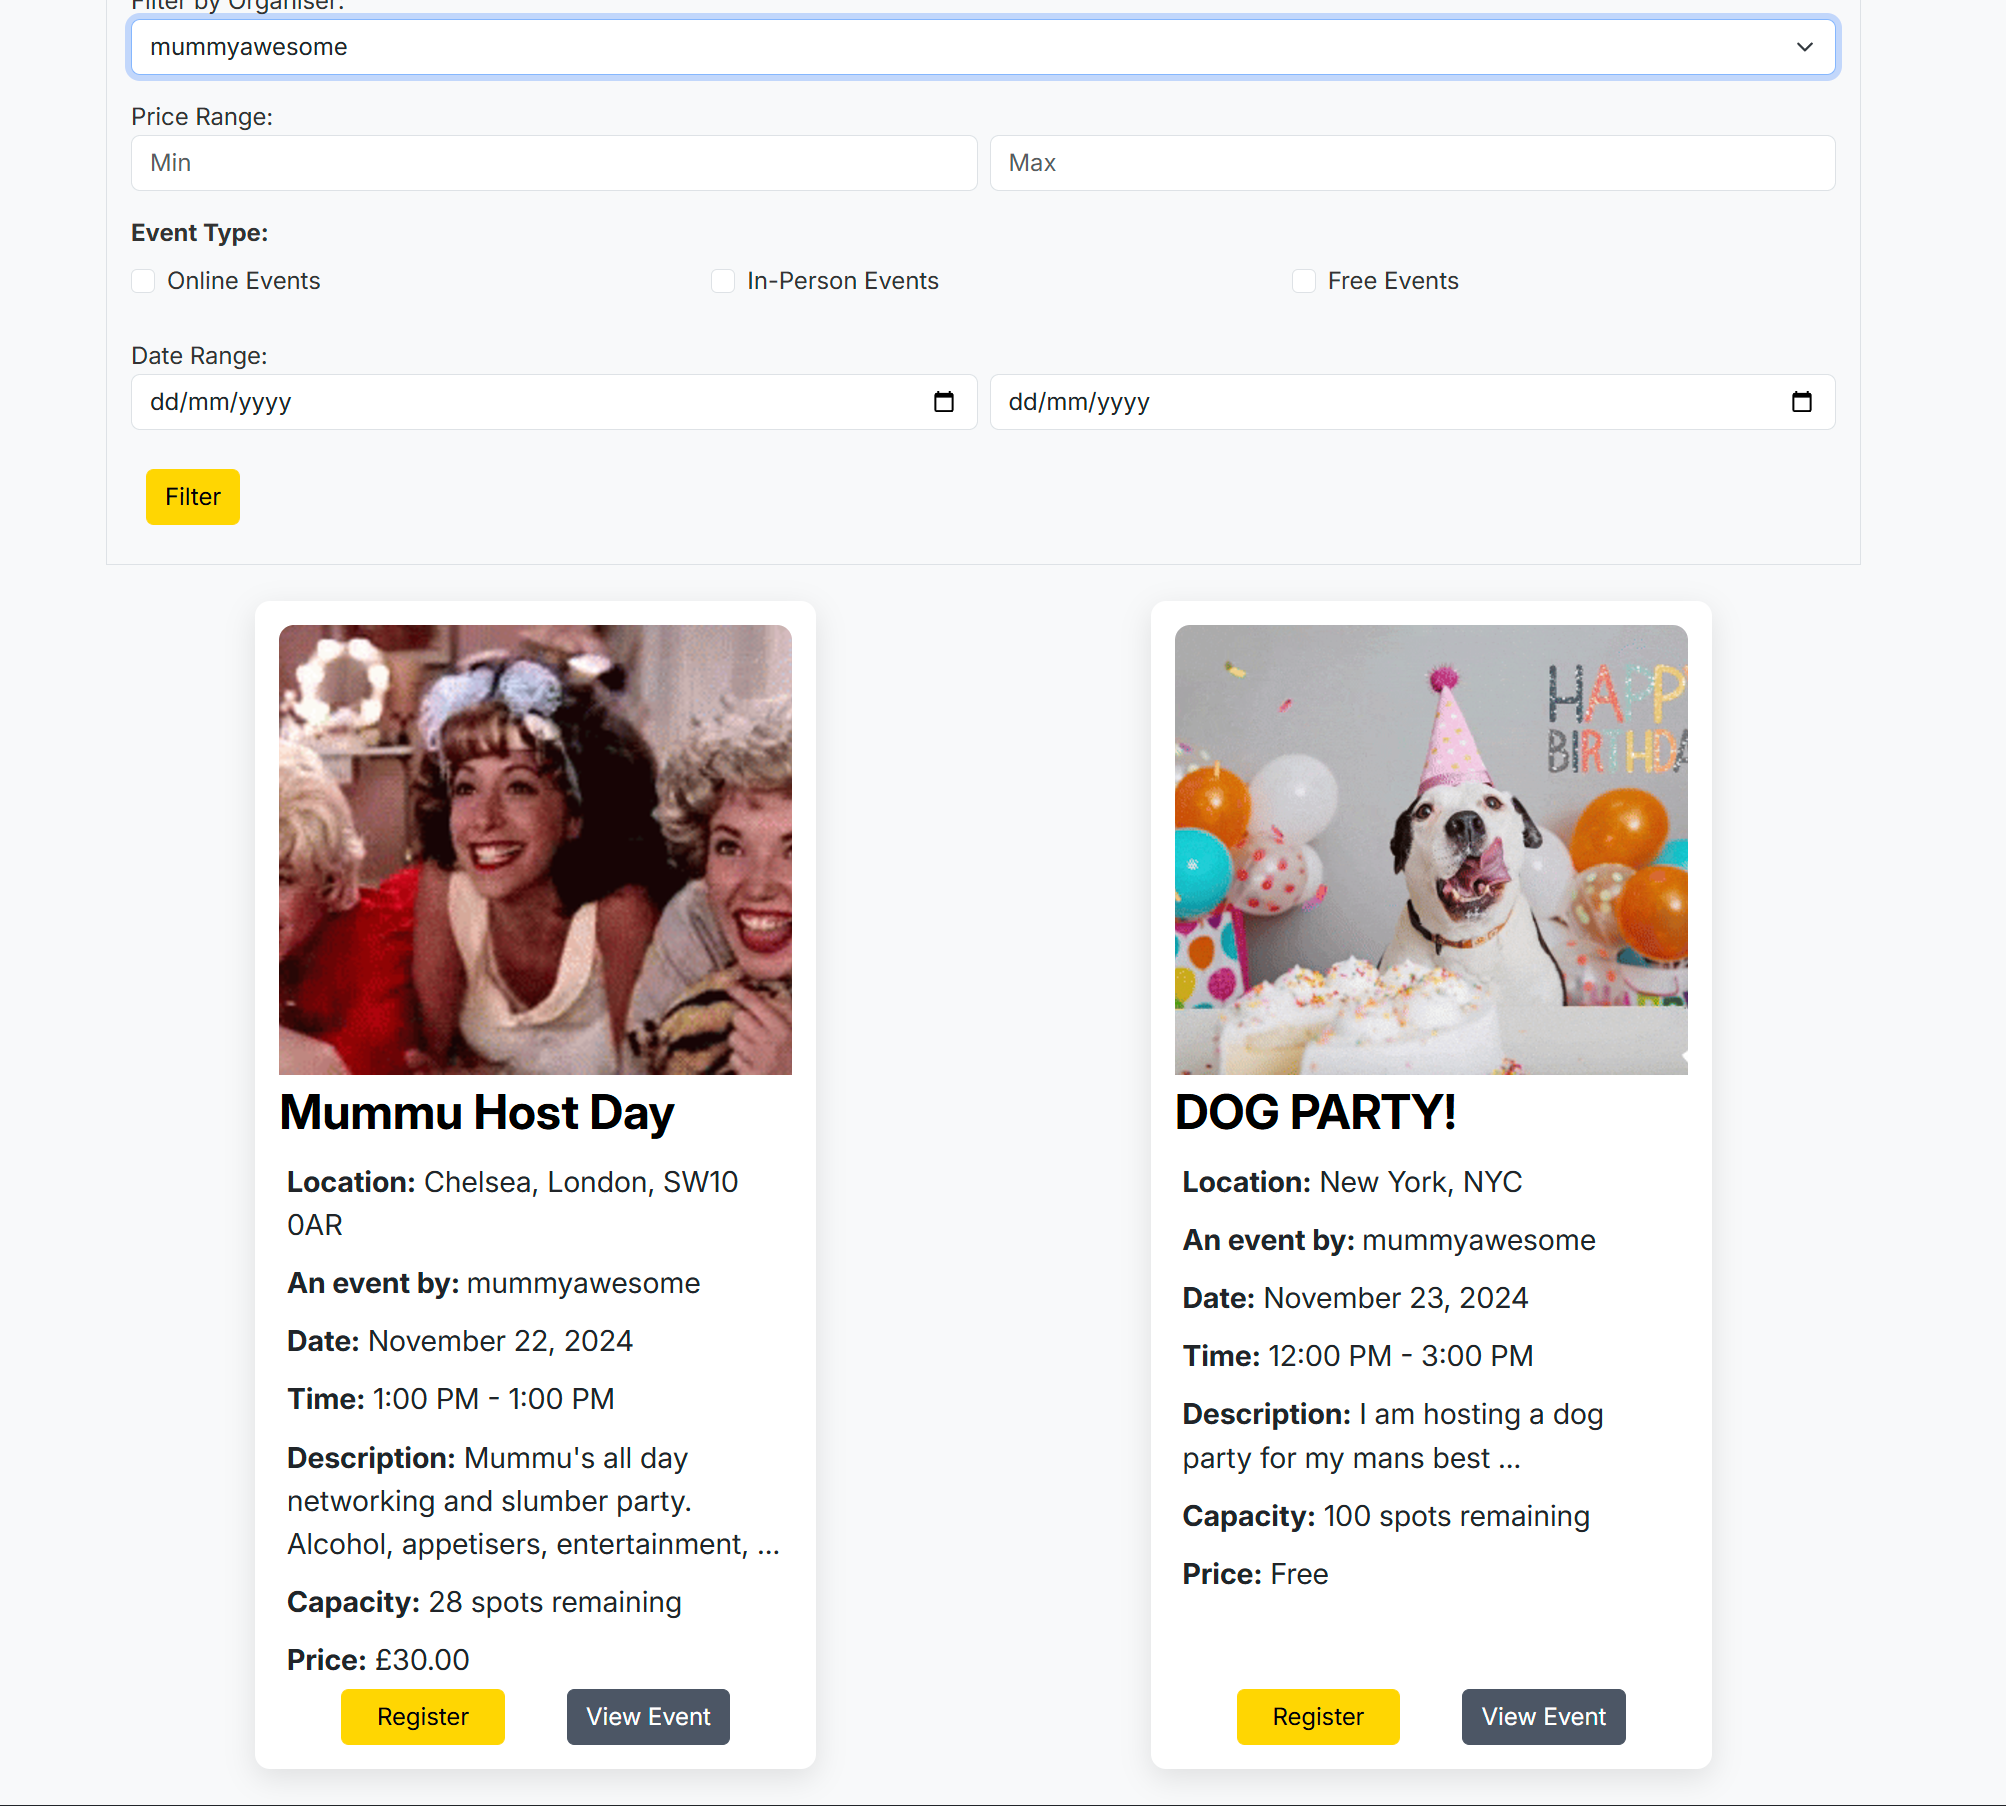 Filter by Organiser:
mummyawesome
Price Range:
Min
Max
Event Type:
Online Events
In-Person Events
Free Events
Date Range:
dd/mm/yyyy
dd/mm/yyyy
Filter
HAPPY
BIRTHDA
Mummu Host Day
Location: Chelsea, London, SW10
0AR
An event by: mummyawesome
Date: November 22, 2024
Time: 1:00 PM - 1:00 PM
Description: Mummu's all day
networking and slumber party.
Alcohol, appetisers, entertainment, ...
Capacity: 28 spots remaining
Price: £30.00
Register
View Event
DOG PARTY!
Location: New York, NYC
An event by: mummyawesome
Date: November 23, 2024
Time: 12:00 PM - 3:00 PM
Description: I am hosting a dog
party for my mans best ...
Capacity: 100 spots remaining
Price: Free
Register
View Event